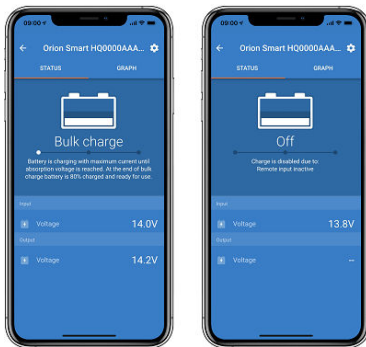 09:00
Orion Smart HQ0000AAA...
STATUS
GRAPH
Bulk charge
Battery is charging with maximum current until
absorption voltage is reached. At the end of bulk
charge battery is 80% charged and ready for use.
Input
Voltage
14.0V
Output
Voltage
14.2V
09:00
Orion Smart HQ0000AAA...
STATUS
GRAPH
Off
Charge is disabled due to:
Remote input inactive
Input
Voltage
13.8V
Output
Voltage
--